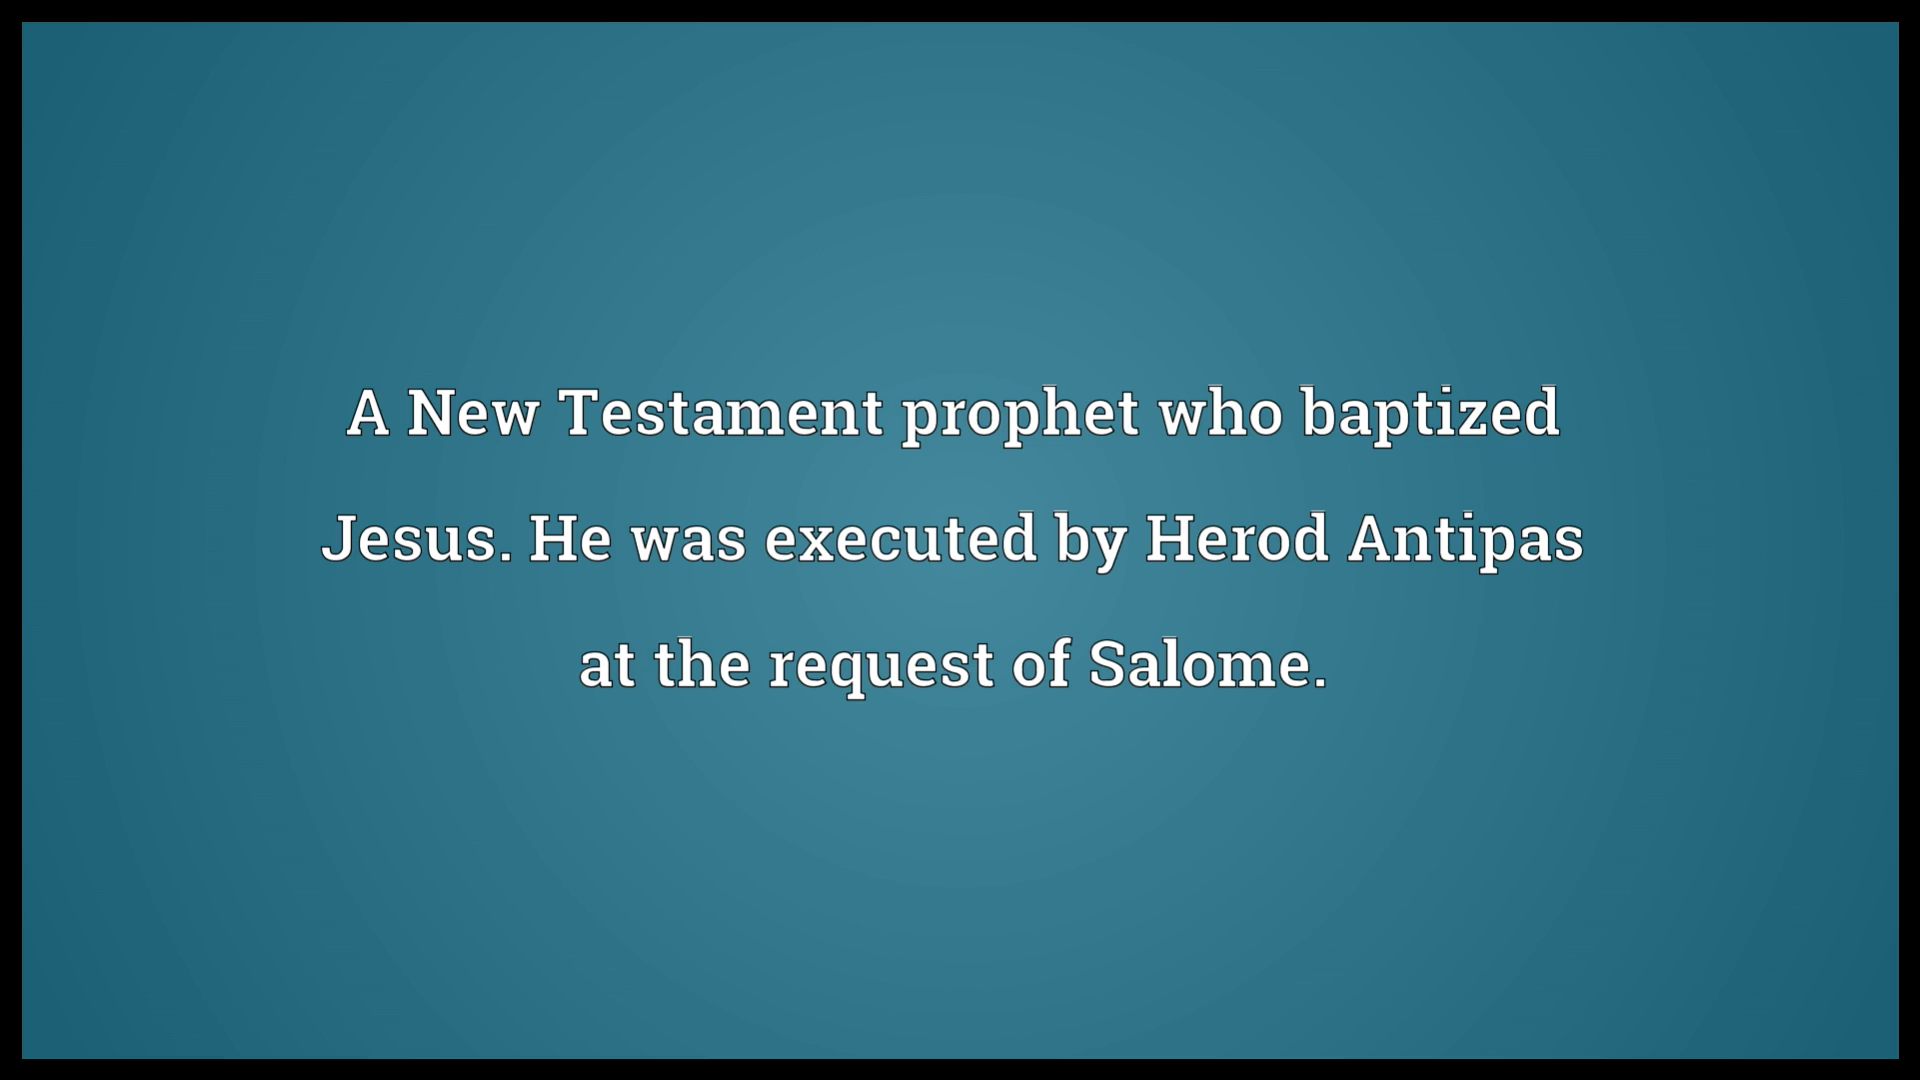 A New Testament prophet who baptized
Jesus. He was executed by Herod Antipas
at the request of Salome.